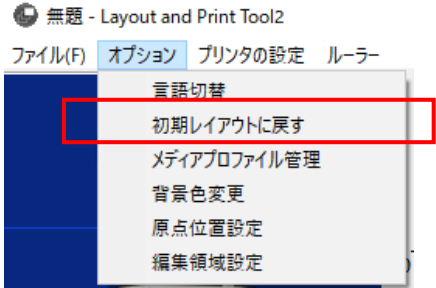 無題 - Layout and Print Tool2
ファイル(F) オプション プリンタの設定 ルーラー
言語切替
初期レイアウトに戻す
メディアプロファイル管理
背景色変更
原点位置設定
編集領域設定